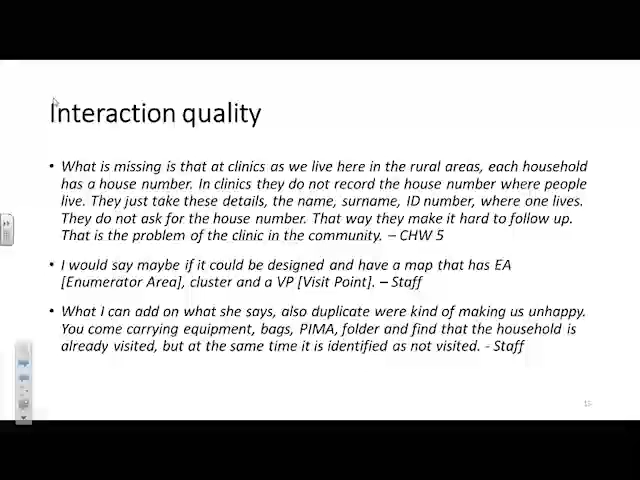 Interaction quality
• What is missing is that at clinics as we live here in the rural areas, each household
has a house number. In clinics they do not record the house number where people
live. They just take these details, the name, surname, ID number, where one lives.
They do not ask for the house number. That way they make it hard to follow up.
That is the problem of the clinic in the community. – CHW 5
• I would say maybe if it could be designed and have a map that has EA
[Enumerator Area], cluster and a VP [Visit Point]. – Staff
• What I can add on what she says, also duplicate were kind of making us unhappy.
You come carrying equipment, bags, PIMA, folder and find that the household is
already visited, but at the same time it is identified as not visited. - Staff